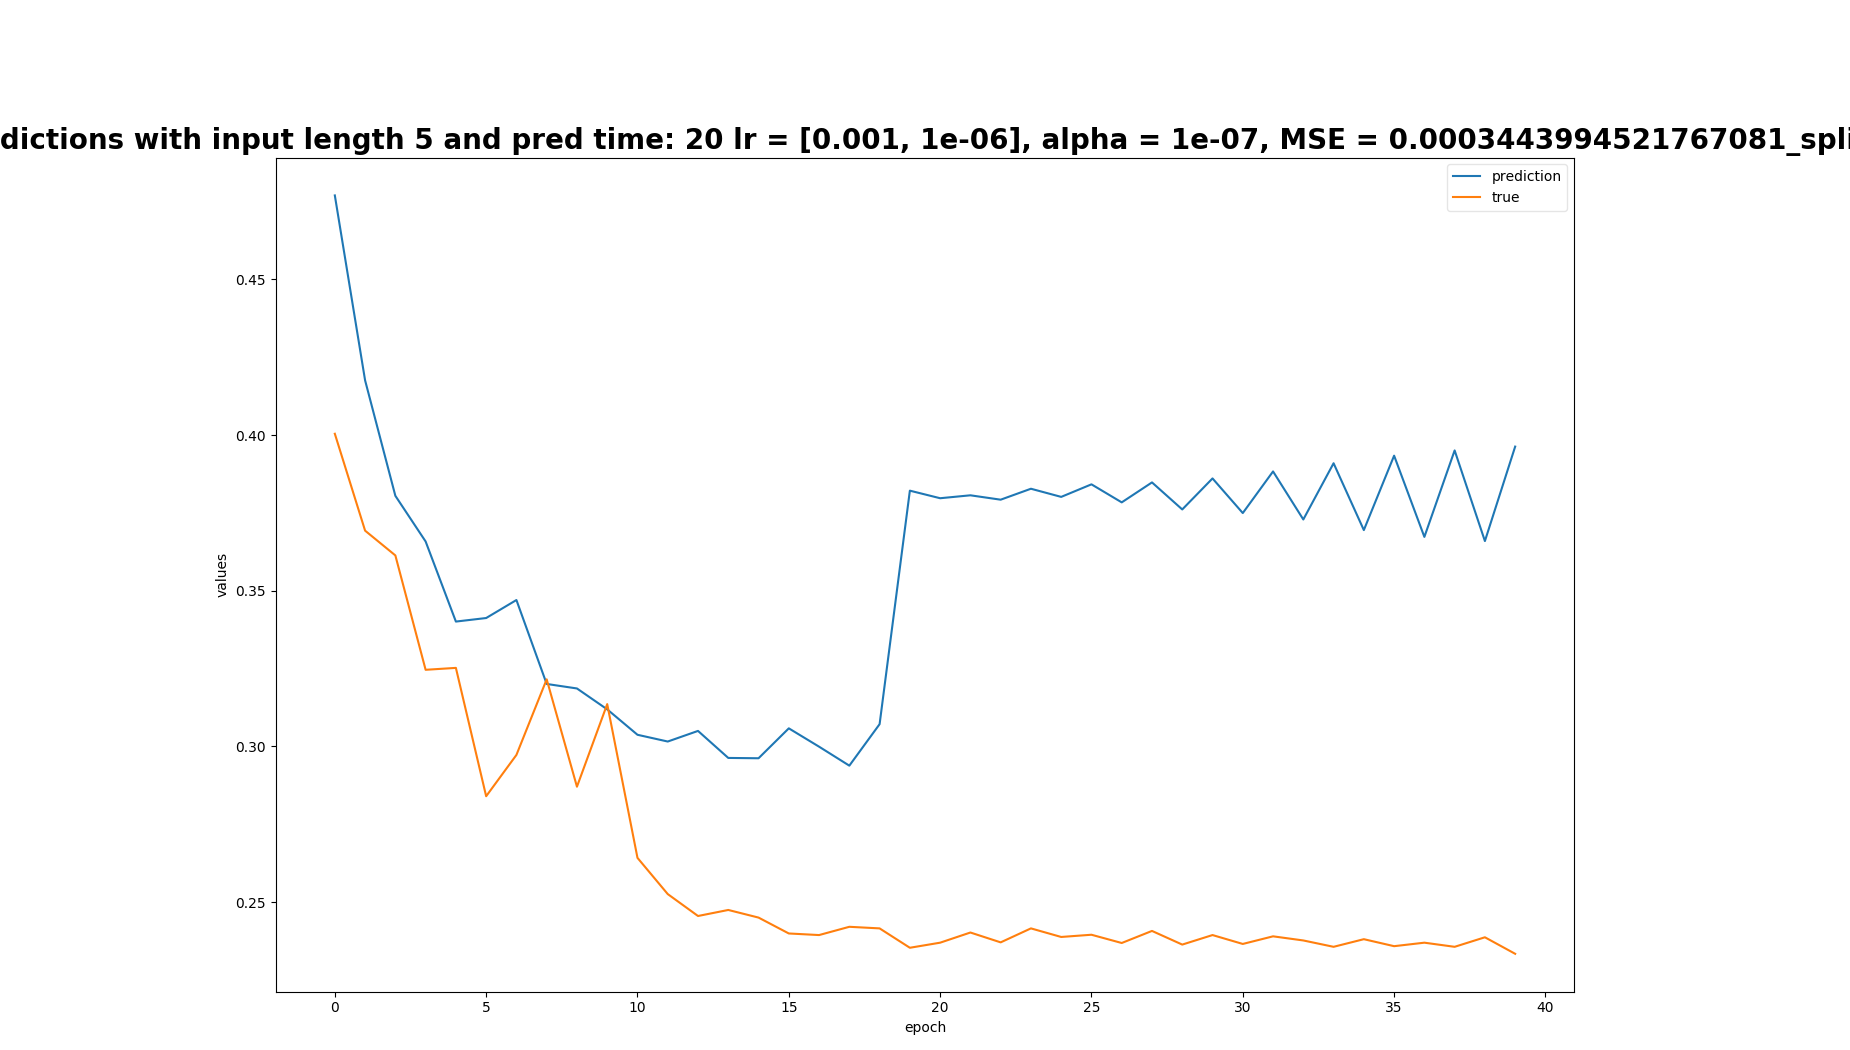 dictions with input length 5 and pred time: 20 lr = [0.001, 1e-06], alpha = 1e-07, MSE = 0.0003443994521767081_spli
prediction
true
0.45
0.40
0.35
0.30
0.25
values
0 5 10 15 20 25 30 35 40
epoch